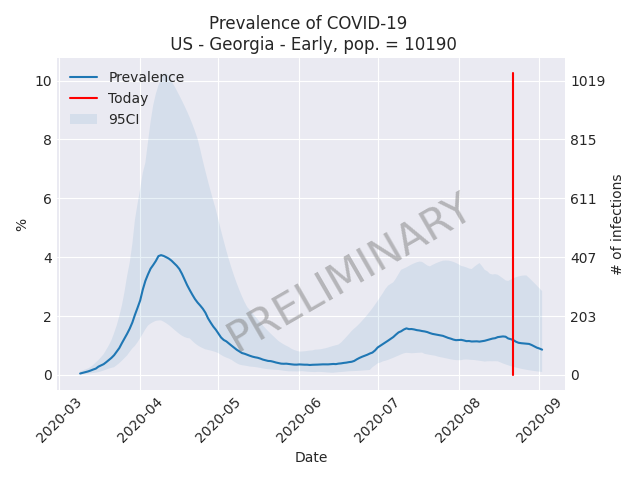 Prevalence of COVID-19
US - Georgia - Early, pop. = 10190
Prevalence
Today
95CI
10
8
6
4
2
0
%
1019
815
611
407
203
0
# of infections
PRELIMINARY
2020-03
2020-04
2020-05
2020-06
2020-07
2020-08
2020-09
Date